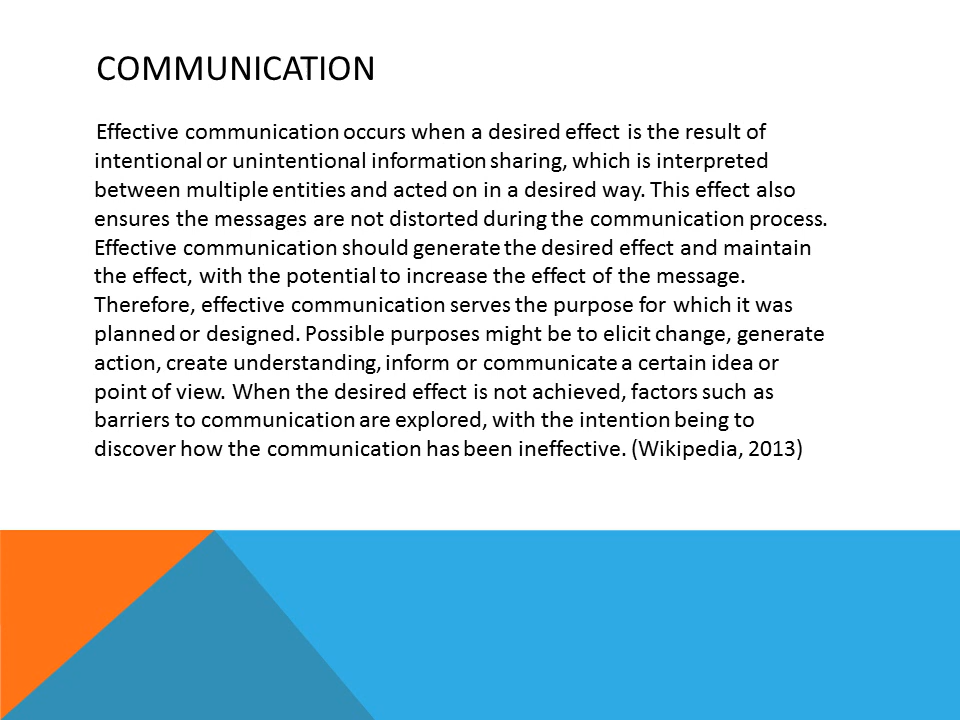 COMMUNICATION
Effective communication occurs when a desired effect is the result of
intentional or unintentional information sharing, which is interpreted
between multiple entities and acted on in a desired way. This effect also
ensures the messages are not distorted during the communication process.
Effective communication should generate the desired effect and maintain
the effect, with the potential to increase the effect of the message.
Therefore, effective communication serves the purpose for which it was
planned or designed. Possible purposes might be to elicit change, generate
action, create understanding, inform or communicate a certain idea or
point of view. When the desired effect is not achieved, factors such as
barriers to communication are explored, with the intention being to
discover how the communication has been ineffective. (Wikipedia, 2013)